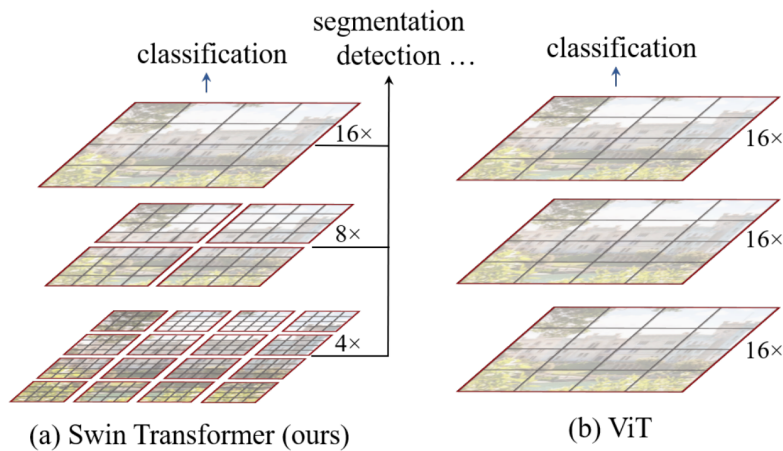 segmentation
classification
detection ...
classification
16×
16×
8×
16×
4×
16×
(a) Swin Transformer (ours)
(b) ViT